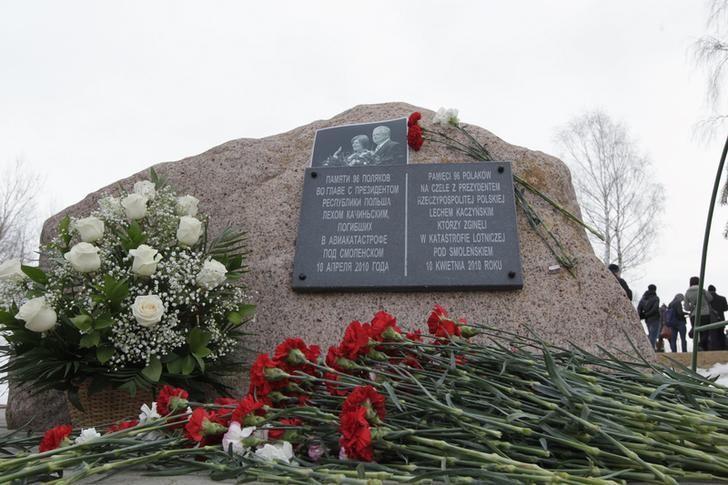 ПАМЯТИ 96 ПОЛЯКОВ
ВО ГЛАВЕ С ПРЕЗИДЕНТОМ
РЕСПУБЛИКИ ПОЛЬША
ЛЕХОМ КАЧИНЬСКИМ,
ПОГИБШИХ
В АВИАКАТАСТРОФЕ
ПОД СМОЛЕНСКОМ
10 АПРЕЛЯ 2010 ГОДА
PAMIĘCI 96 POLAKÓW
NA CZELE Z PREZYDENTEM
RZECZYPOSPOLITEJ POLSKIEJ
LECHEM KACZYŃSKIM
KTÓRZY ZGINĘLI
W KATASTROFIE LOTNICZEJ
POD SMOLEŃSKIEM
10 KWIETNIA 2010 ROKU